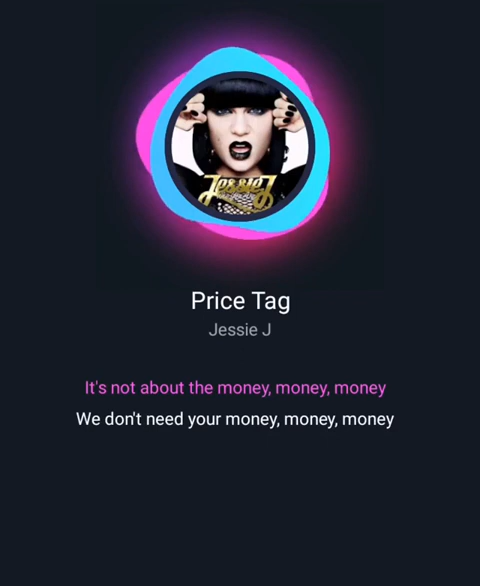 Jessie J
Price Tag
Jessie J
It's not about the money, money, money
We don't need your money, money, money